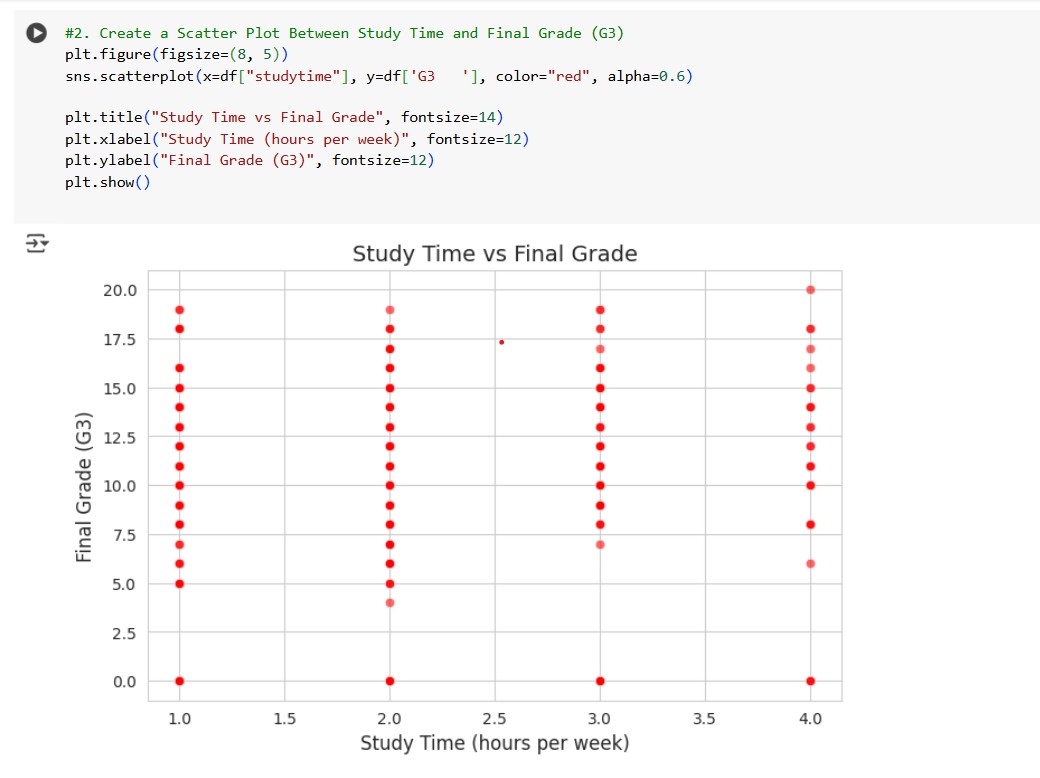 #2. Create a Scatter Plot Between Study Time and Final Grade (G3)
plt.figure(figsize=(8, 5))
sns.scatterplot(x=df["studytime"], y=df['G3   '], color="red", alpha=0.6)
plt.title("Study Time vs Final Grade", fontsize=14)
plt.xlabel("Study Time (hours per week)", fontsize=12)
plt.ylabel("Final Grade (G3)", fontsize=12)
plt.show()
Study Time vs Final Grade
20.0
17.5
15.0
12.5
10.0
7.5
5.0
2.5
0.0
Final Grade (G3)
1.0 1.5 2.0 2.5 3.0 3.5 4.0
Study Time (hours per week)